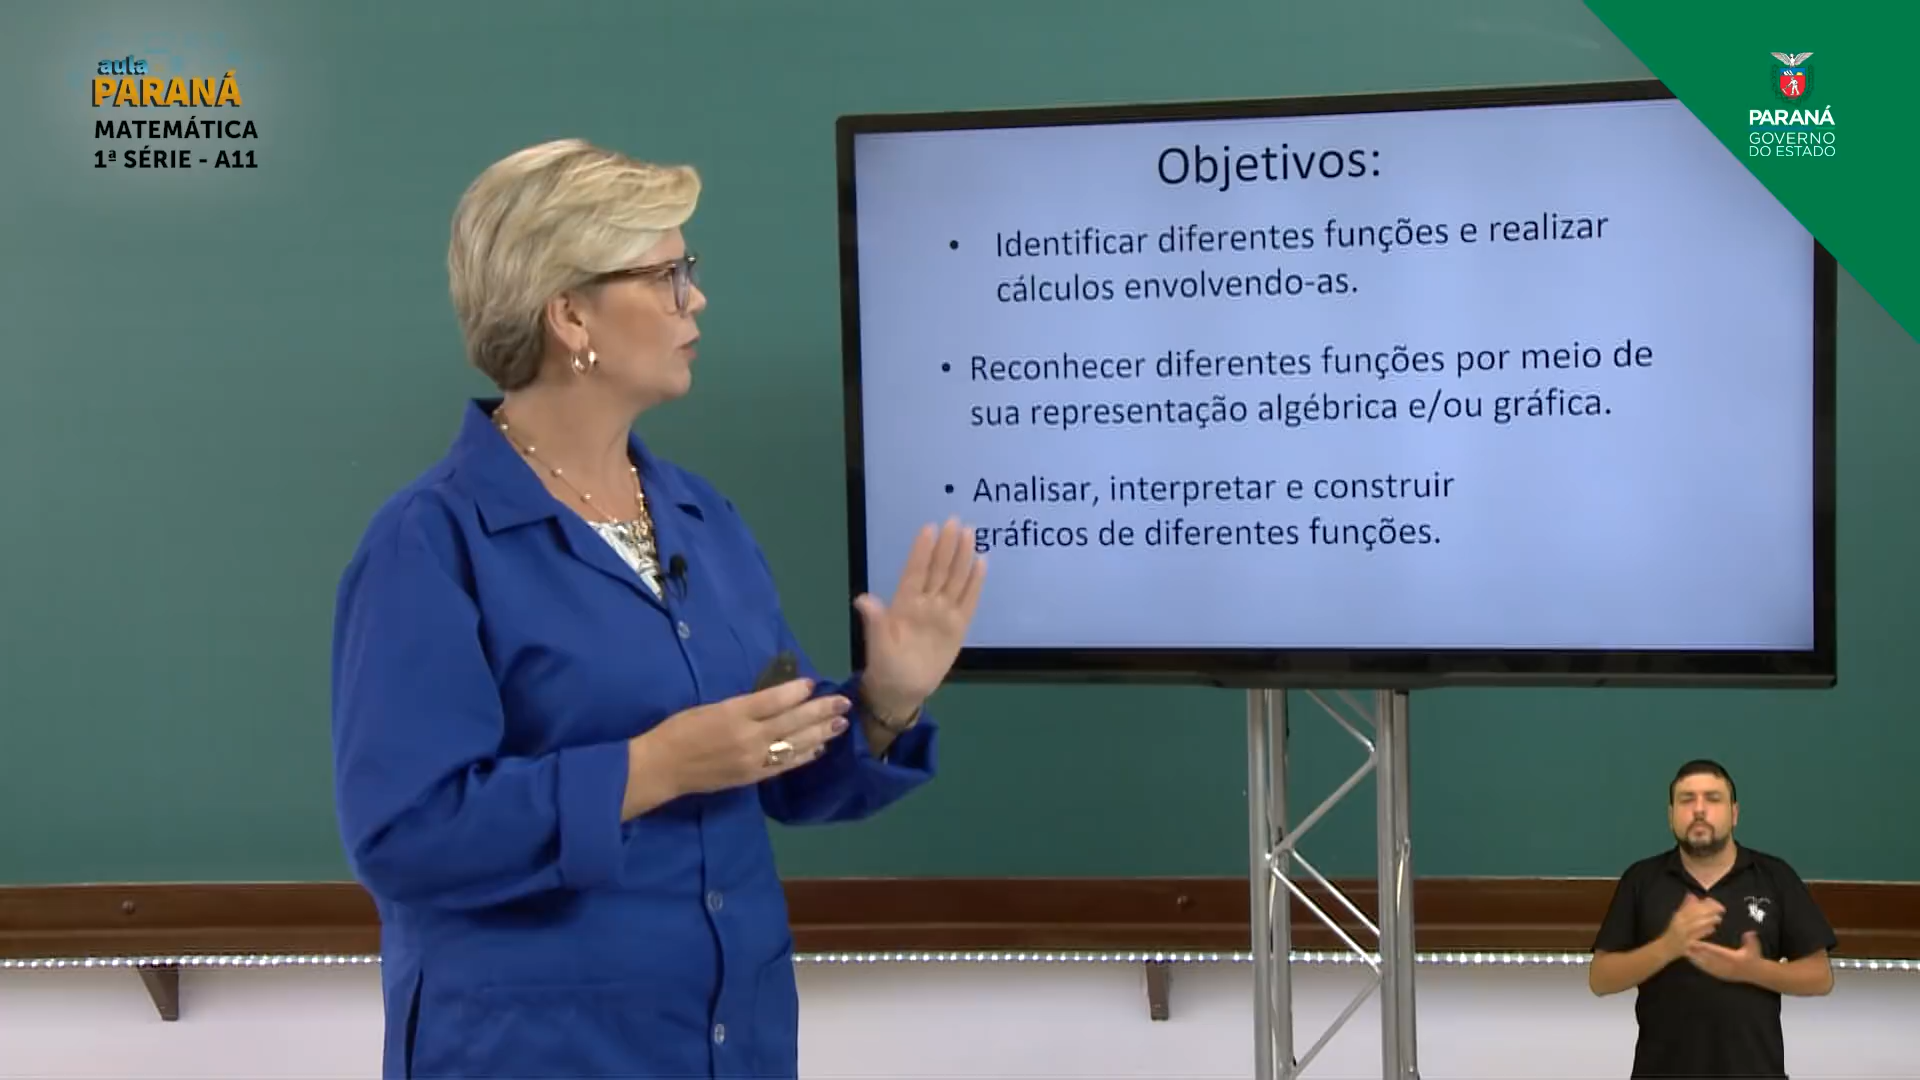 aula
PARANÁ
MATEMÁTICA
1ª SÉRIE - A11
PARANÁ
GOVERNO
DO ESTADO
Objetivos:
• Identificar diferentes funções e realizar
cálculos envolvendo-as.
• Reconhecer diferentes funções por meio de
sua representação algébrica e/ou gráfica.
• Analisar, interpretar e construir
gráficos de diferentes funções.